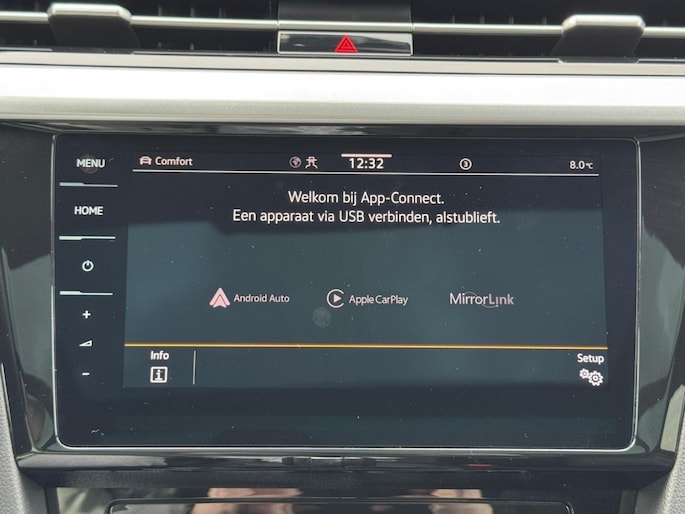 MENU
HOME
+
-
Comfort
12:32
3
8.0°C
Welkom bij App-Connect.
Een apparaat via USB verbinden, alstublieft.
Android Auto
Apple CarPlay
MirrorLink
Info
i
Setup